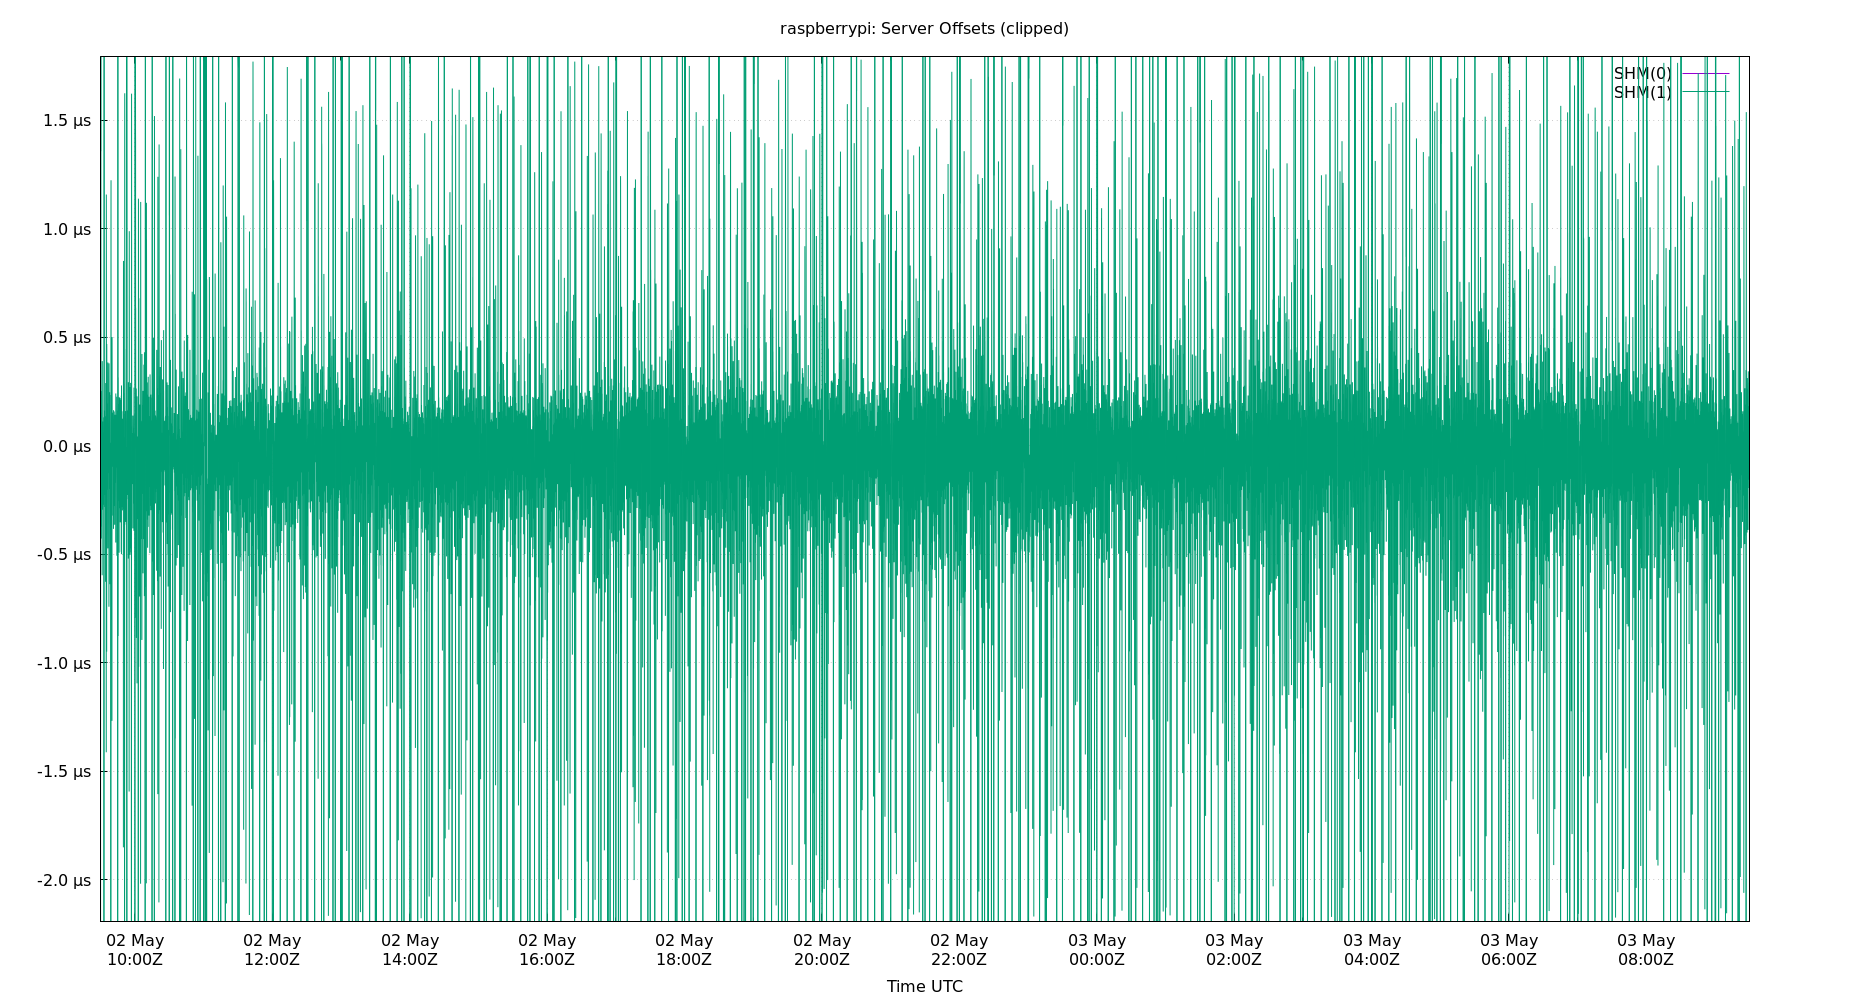 raspberrypi: Server Offsets (clipped)
SHM(0)
SHM(1)
1.5 µs
1.0 µs
0.5 µs
0.0 µs
-0.5 µs
-1.0 µs
-1.5 µs
-2.0 µs
02 May 02 May 02 May 02 May 02 May 02 May 02 May 03 May 03 May 03 May 03 May 03 May
10:00Z 12:00Z 14:00Z 16:00Z 18:00Z 20:00Z 22:00Z 00:00Z 02:00Z 04:00Z 06:00Z 08:00Z
Time UTC